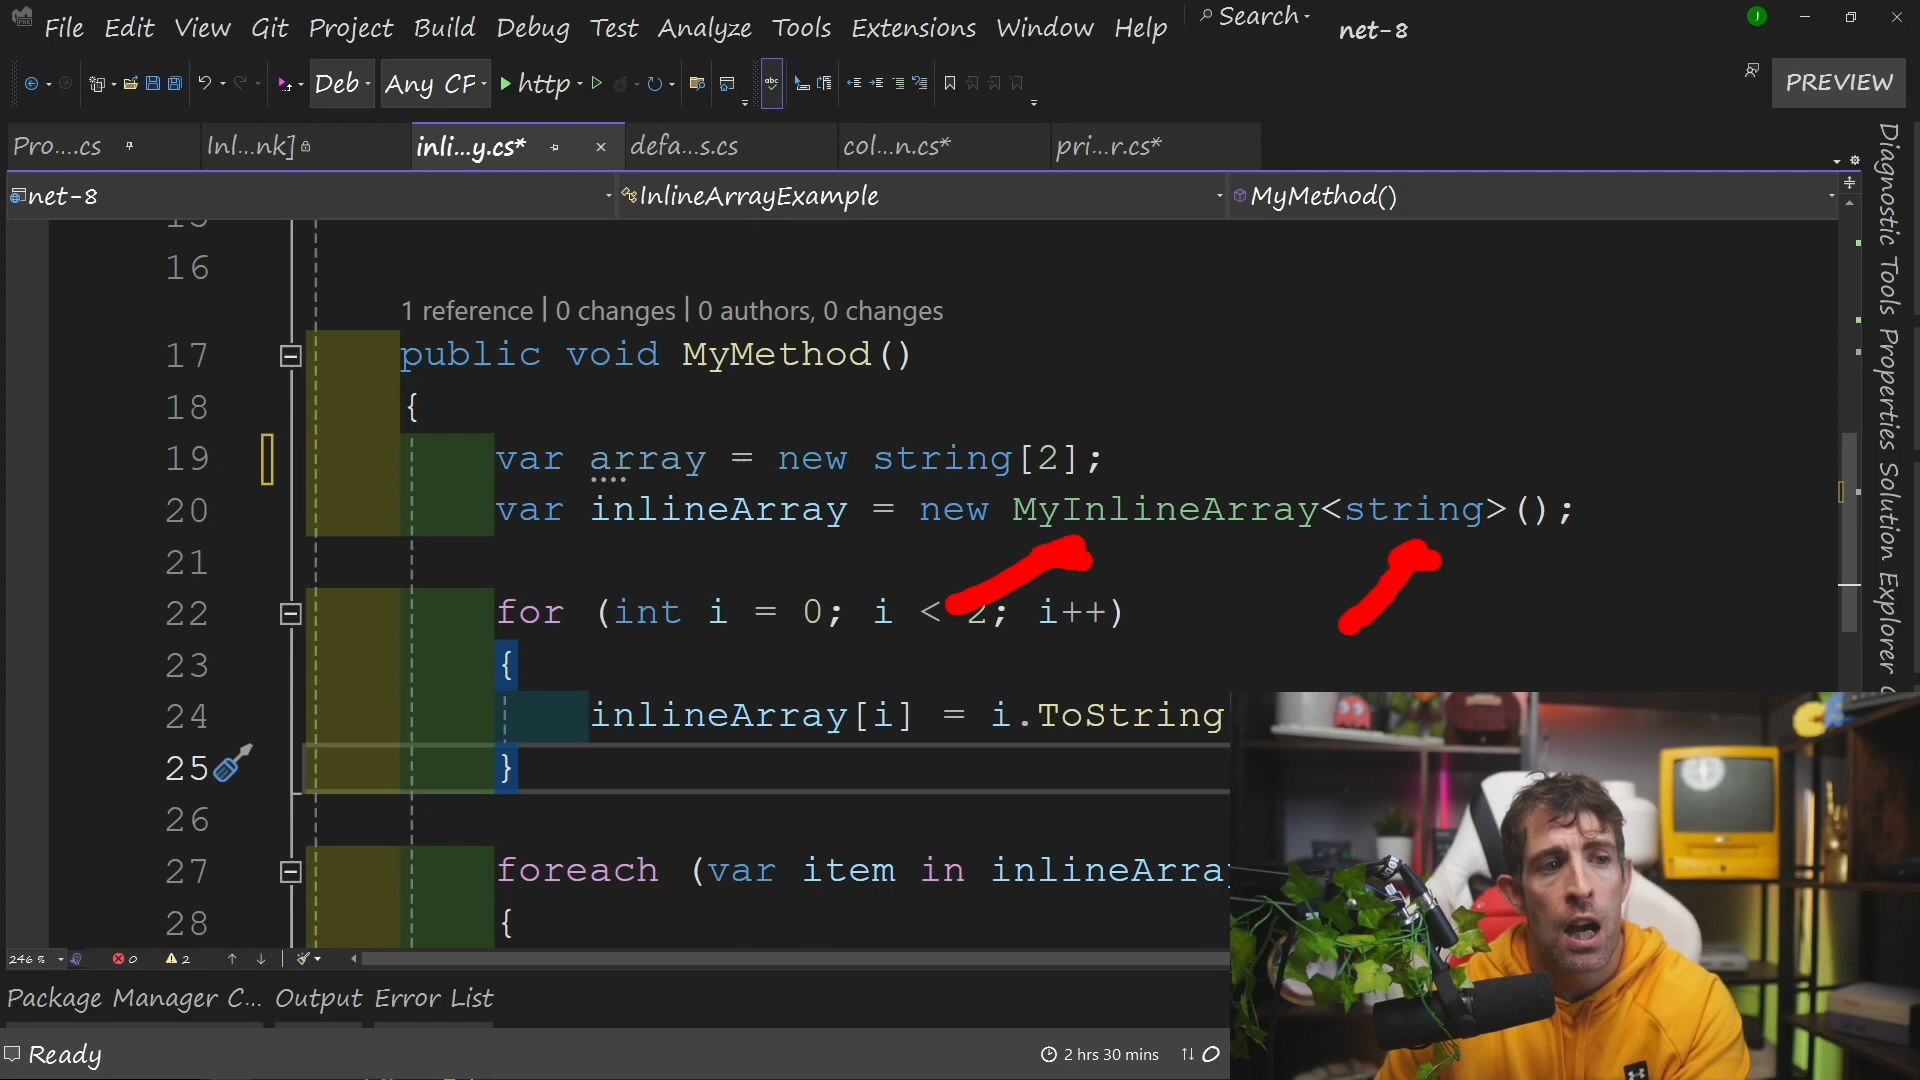 File Edit View Git Project Build Debug Test Analyze Tools Extensions Window Help Search net-8
Deb Any CF http abc PREVIEW
Pro....cs Inl...nk] inli...y.cs* defa...s.cs col...n.cs* pri...r.cs*
net-8 InlineArrayExample MyMethod()
16
1 reference | 0 changes | 0 authors, 0 changes
17 public void MyMethod()
18 {
19 var array = new string[2];
20 var inlineArray = new MyInlineArray<string>();
21
22 for (int i = 0; i < 2; i++)
23 {
24 inlineArray[i] = i.ToString
25 }
26
27 foreach (var item in inlineArray
28 {
246 % 0 2
Package Manager C... Output Error List
Ready 2 hrs 30 mins
Diagnostic Tools Properties Solution Explorer